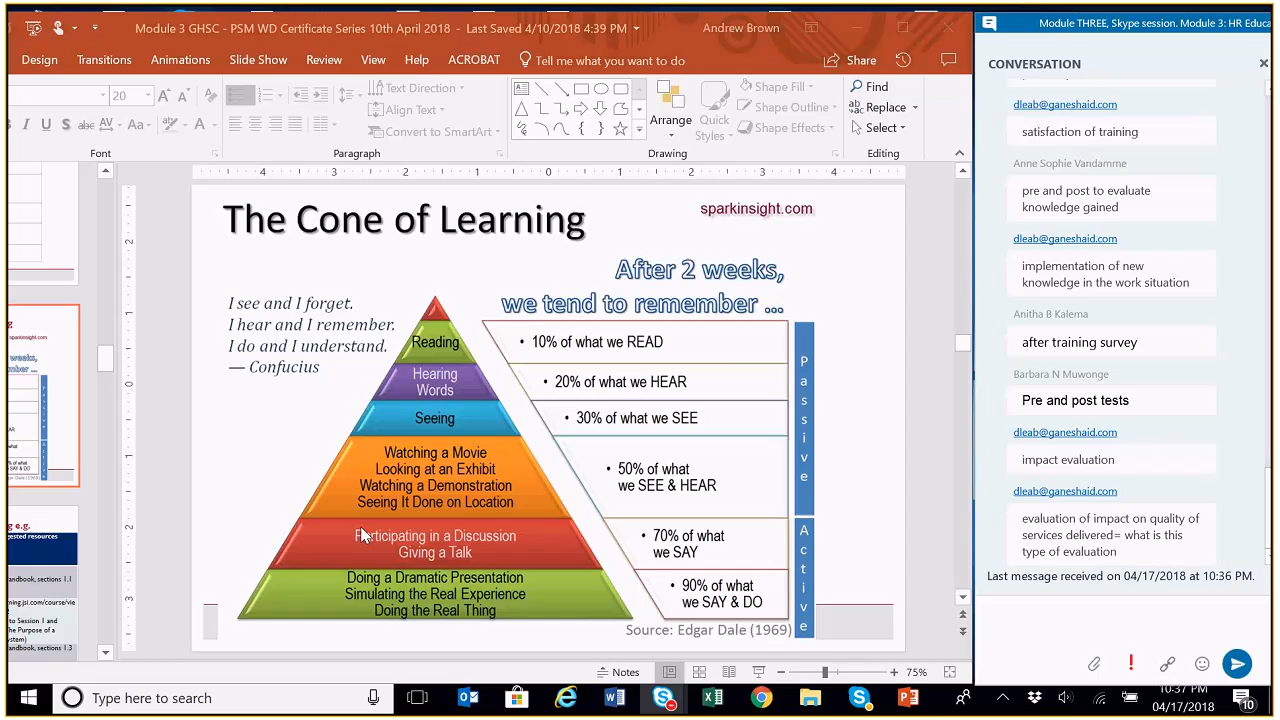 Module 3 GHSC - PSM WD Certificate Series 10th April 2018 - Last Saved 4/10/2018 4:39 PM
Andrew Brown
Design Transitions Animations Slide Show Review View Help ACROBAT Tell me what you want to do Share
20
Text Direction
Align Text
Convert to SmartArt
Arrange
Quick
Styles
Shape Fill
Shape Outline
Shape Effects
Find
Replace
Select
Font Paragraph Drawing Editing
The Cone of Learning
sparkinsight.com
After 2 weeks,
we tend to remember ...
I see and I forget.
I hear and I remember.
I do and I understand.
— Confucius
Reading
Hearing
Words
Seeing
Watching a Movie
Looking at an Exhibit
Watching a Demonstration
Seeing It Done on Location
Participating in a Discussion
Giving a Talk
Doing a Dramatic Presentation
Simulating the Real Experience
Doing the Real Thing
• 10% of what we READ
• 20% of what we HEAR
• 30% of what we SEE
• 50% of what
we SEE & HEAR
• 70% of what
we SAY
• 90% of what
we SAY & DO
Passive
Active
Source: Edgar Dale (1969)
Notes
75%
Type here to search
Module THREE, Skype session. Module 3: HR Educa
CONVERSATION
dleab@ganeshaid.com
satisfaction of training
Anne Sophie Vandamme
pre and post to evaluate
knowledge gained
dleab@ganeshaid.com
implementation of new
knowledge in the work situation
Anitha B Kalema
after training survey
Barbara N Muwonge
Pre and post tests
dleab@ganeshaid.com
impact evaluation
dleab@ganeshaid.com
evaluation of impact on quality of
services delivered= what is this
type of evaluation
Last message received on 04/17/2018 at 10:36 PM.
10:37 PM
04/17/2018
10